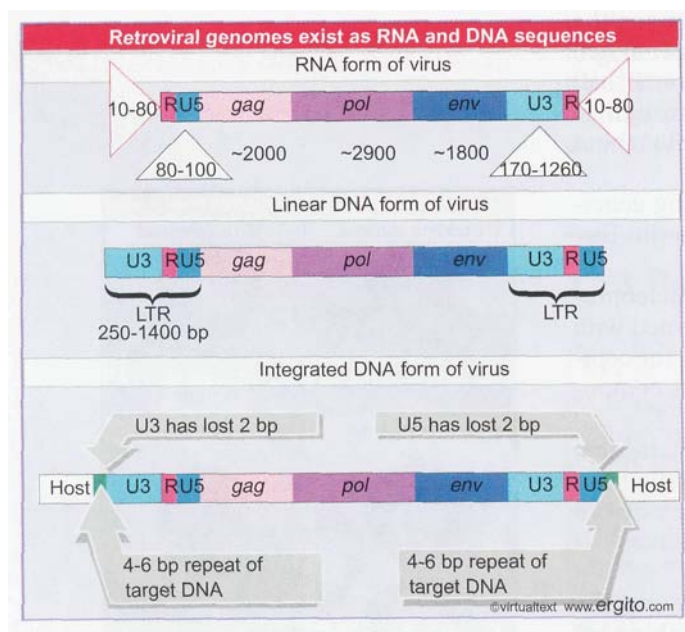 Retroviral genomes exist as RNA and DNA sequences
RNA form of virus
10-80 R U5 gag pol env U3 R 10-80
80-100 ~2000 ~2900 ~1800 170-1260
Linear DNA form of virus
U3 R U5 gag pol env U3 R U5
LTR LTR
250-1400 bp
Integrated DNA form of virus
U3 has lost 2 bp U5 has lost 2 bp
Host U3 R U5 gag pol env U3 R U5 Host
4-6 bp repeat of 4-6 bp repeat of
target DNA target DNA
©virtualtext www.ergito.com